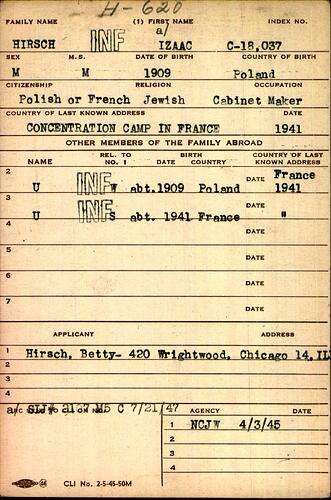 H-620
FAMILY NAME (1) FIRST NAME INDEX NO.
a/
HIRSCH INF IZAAC C-18,037
SEX M.S. DATE OF BIRTH COUNTRY OF BIRTH
M M 1909 Poland
CITIZENSHIP RELIGION OCCUPATION
Polish or French Jewish Cabinet Maker
COUNTRY OF LAST KNOWN ADDRESS DATE
CONCENTRATION CAMP IN FRANCE 1941
OTHER MEMBERS OF THE FAMILY ABROAD
NAME REL. TO NO. 1 BIRTH DATE COUNTRY COUNTRY OF LAST KNOWN ADDRESS
2 U INF W abt.1909 Poland DATE France 1941
3 U INF S abt. 1941 France DATE "
4 DATE
5 DATE
6 DATE
7 DATE
APPLICANT ADDRESS
1 Hirsch, Betty- 420 Wrightwood, Chicago 14, IL
2
3
4
a/ C 7/21/47
AGENCY DATE
1 NCJW 4/3/45
2
3
4
CLI No. 2-5-45-50M